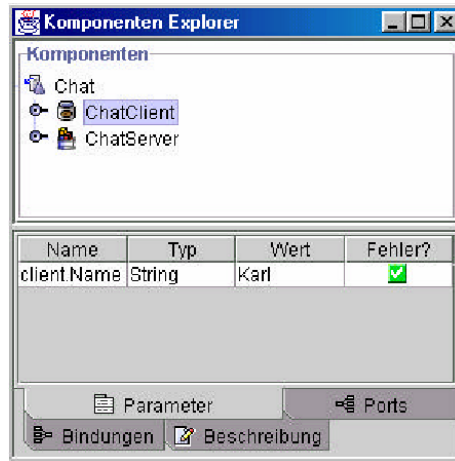 Komponenten Explorer
Komponenten
Chat
ChatClient
ChatServer
Name Typ Wert Fehler?
client.Name String Karl
Parameter Ports
Bindungen Beschreibung